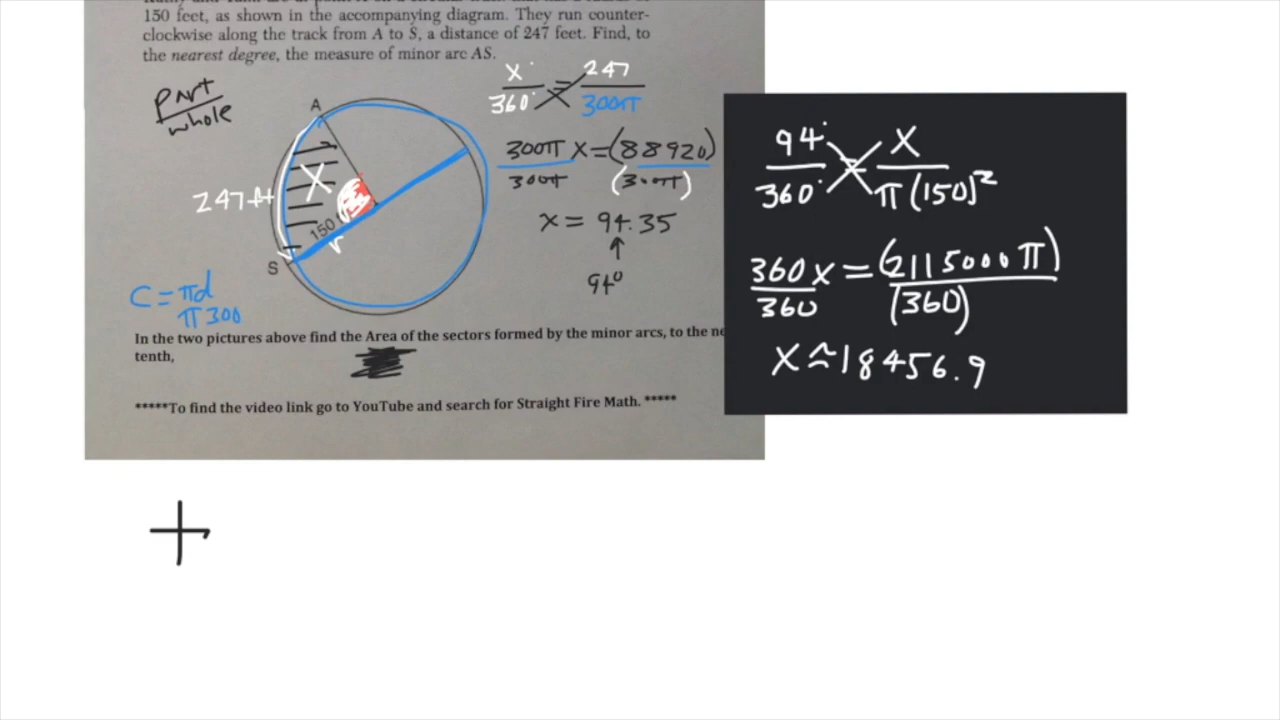 150 feet, as shown in the accompanying diagram. They run counter-
clockwise along the track from A to S, a distance of 247 feet. Find, to
the nearest degree, the measure of minor arc AS.
Part
whole
A
247 ft
X
150
r
S
C = πd
π 300
x° = 247
360° 300π
300π x = (88920)
300π (300π)
x = 94.35
94°
In the two pictures above find the Area of the sectors formed by the minor arcs, to the ne
tenth,
*****To find the video link go to YouTube and search for Straight Fire Math. *****
94° = X
360° π(150)²
360x = (2115000π)
360 (360)
X ≈ 18456.9
+